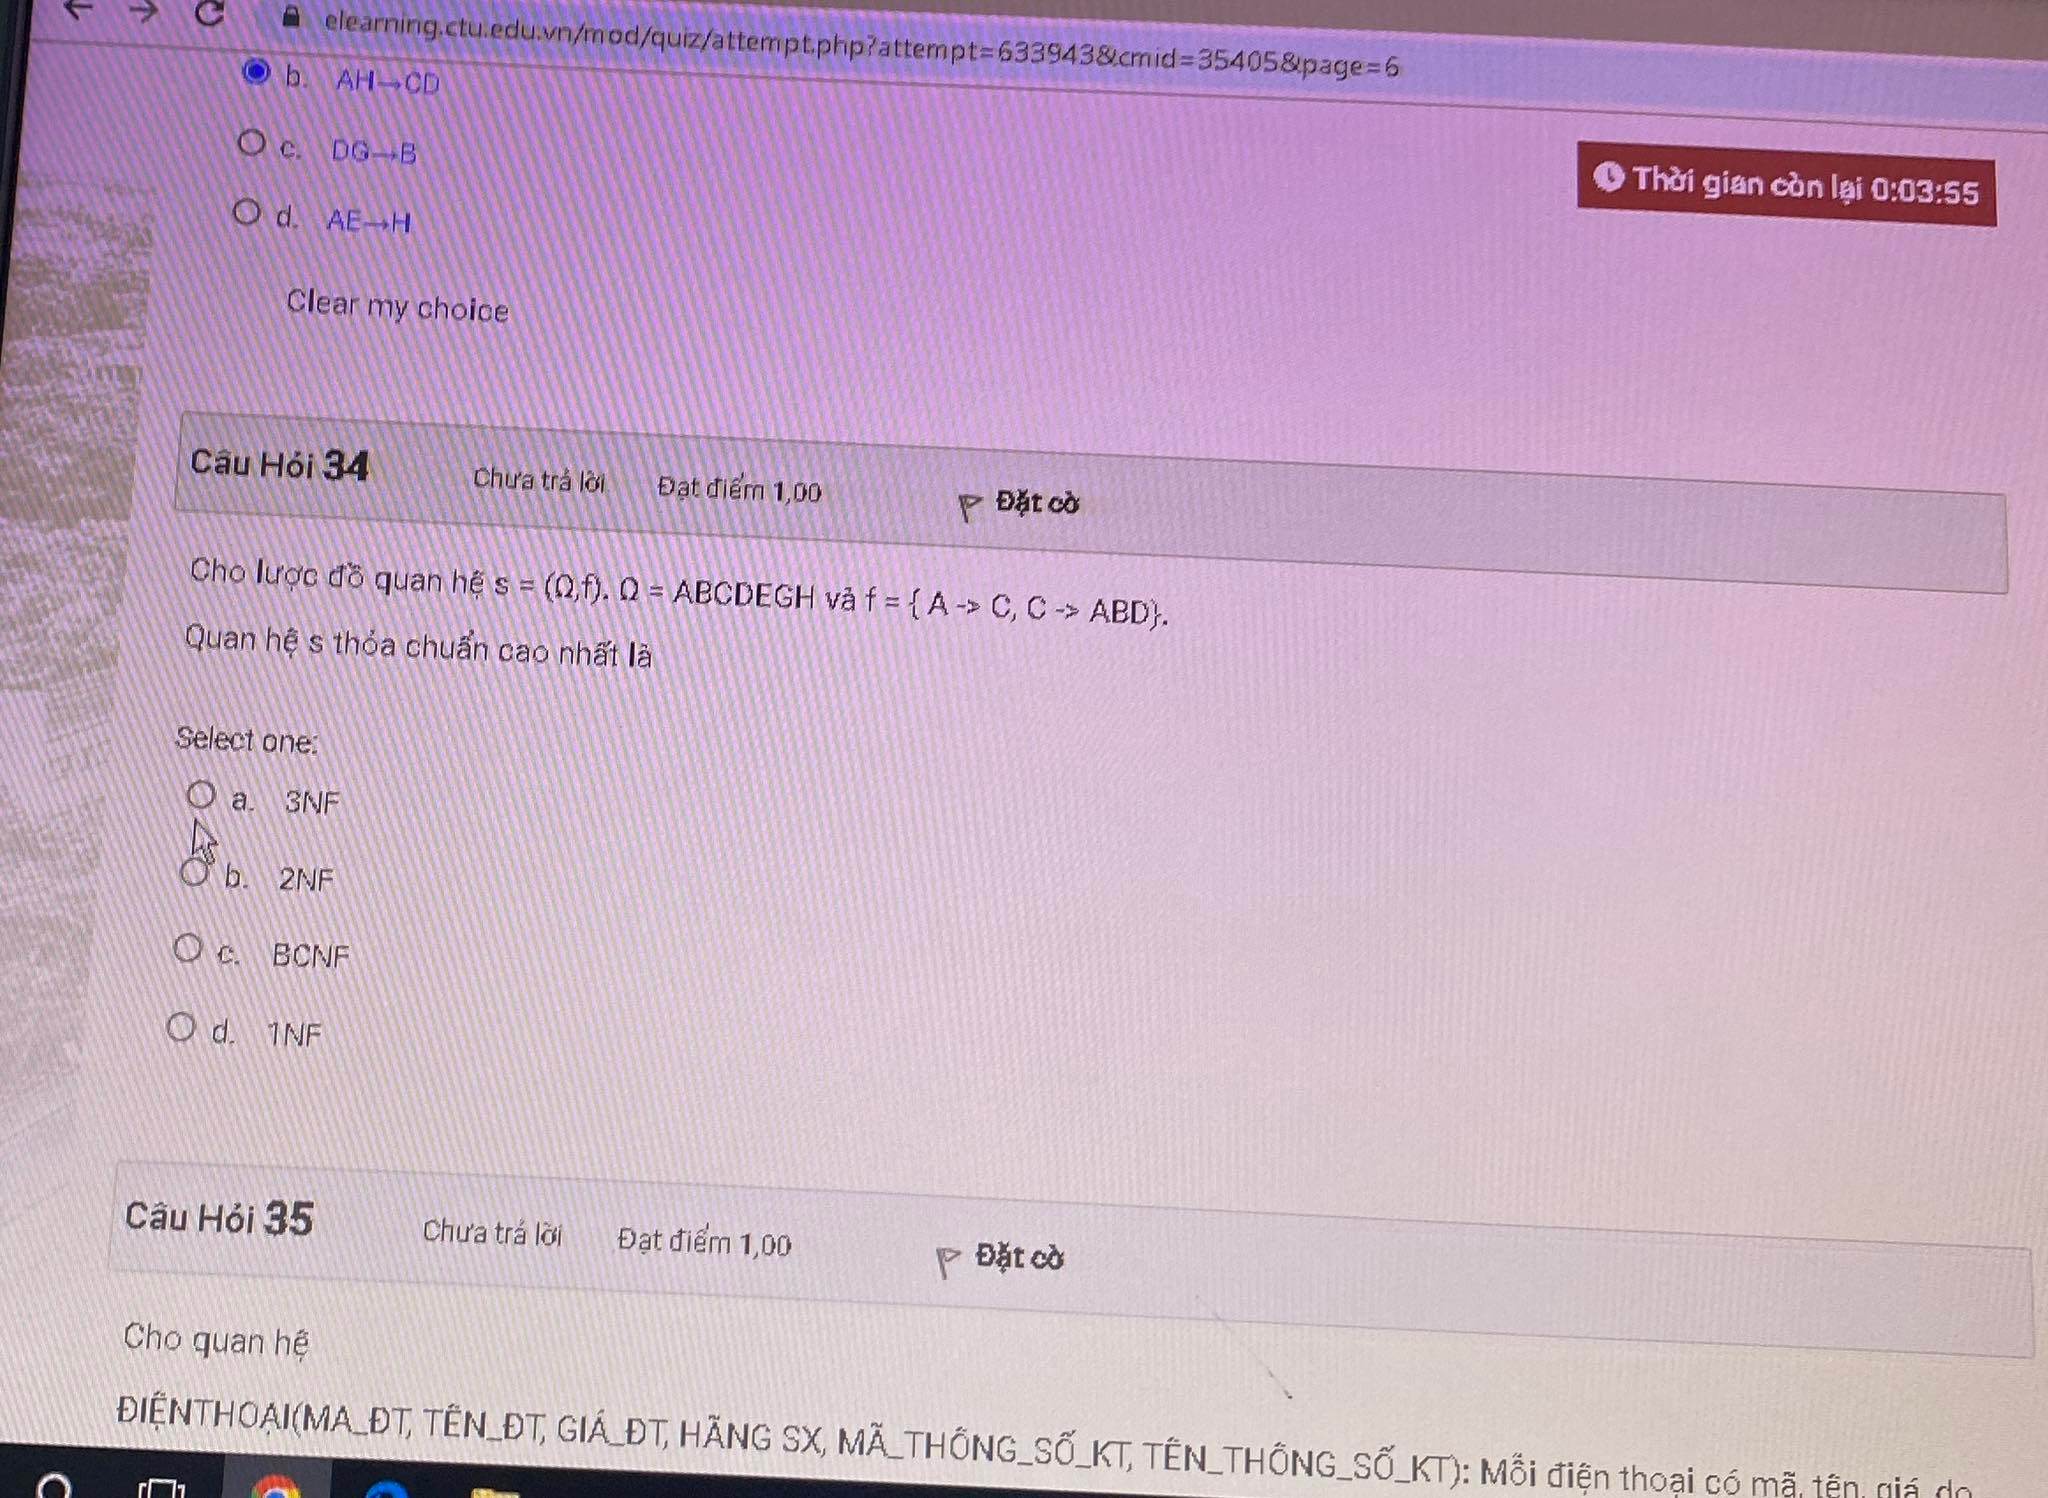 elearning.ctu.edu.vn/mod/quiz/attempt.php?attempt=633943&cmid=35405&page=6
b. AH→CD
c. DG→B
Thời gian còn lại 0:03:55
d. AE→H
Clear my choice
Câu Hỏi 34 Chưa trả lời Đạt điểm 1,00 Đặt cờ
Cho lược đồ quan hệ s = (Ω,f). Ω = ABCDEGH và f = { A -> C, C -> ABD}.
Quan hệ s thỏa chuẩn cao nhất là
Select one:
a. 3NF
b. 2NF
c. BCNF
d. 1NF
Câu Hỏi 35 Chưa trả lời Đạt điểm 1,00 Đặt cờ
Cho quan hệ
ĐIỆNTHOẠI(MA_ĐT, TÊN_ĐT, GIÁ_ĐT, HÃNG SX, MÃ_THÔNG_SỐ_KT, TÊN_THÔNG_SỐ_KT): Mỗi điện thoại có mã, tên, giá, do